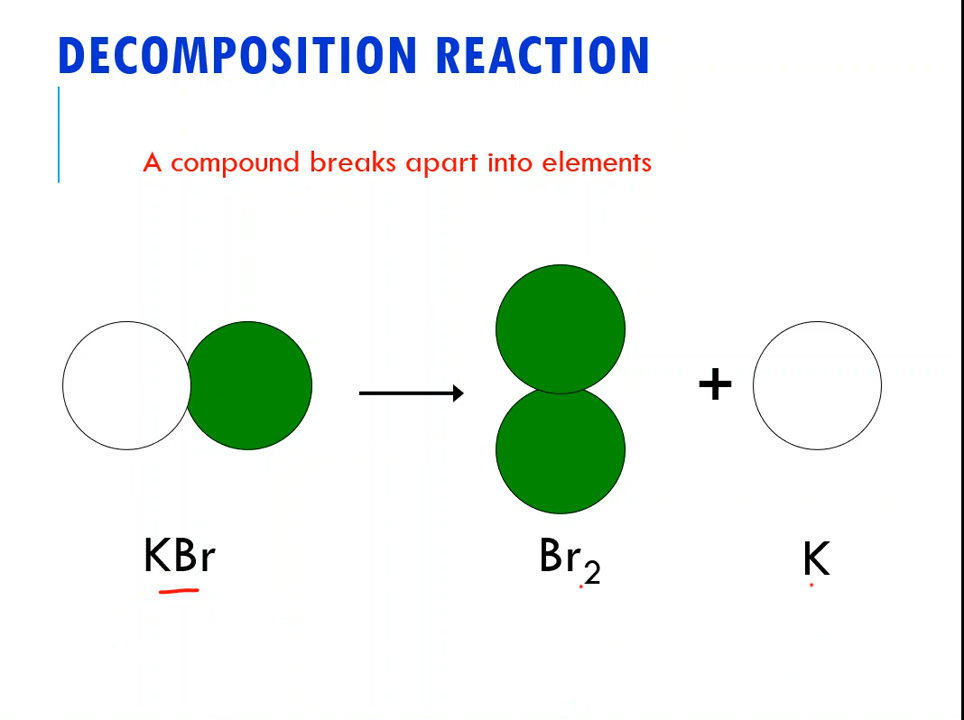 DECOMPOSITION REACTION
A compound breaks apart into elements
+
KBr Br₂ K